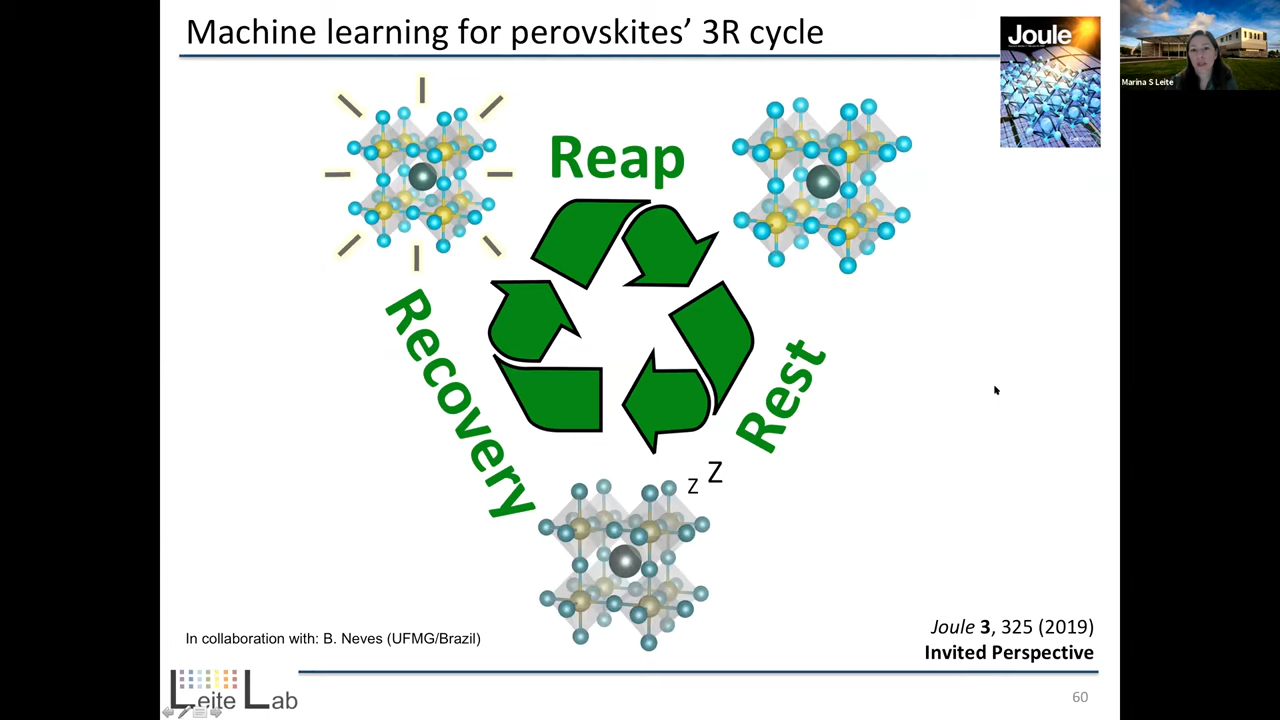 Machine learning for perovskites’ 3R cycle
Joule
Marina S Leite
Reap
Recovery
Rest
z Z
In collaboration with: B. Neves (UFMG/Brazil)
Joule 3, 325 (2019)
Invited Perspective
Leite Lab
60